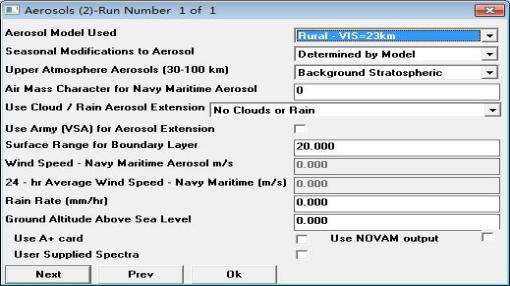 Aerosols (2)-Run Number 1 of 1
Aerosol Model Used Rural - VIS=23km
Seasonal Modifications to Aerosol Determined by Model
Upper Atmosphere Aerosols (30-100 km) Background Stratospheric
Air Mass Character for Navy Maritime Aerosol 0
Use Cloud / Rain Aerosol Extension No Clouds or Rain
Use Army (VSA) for Aerosol Extension
Surface Range for Boundary Layer 20.000
Wind Speed - Navy Maritime Aerosol m/s 0.000
24 - hr Average Wind Speed - Navy Maritime (m/s) 0.000
Rain Rate (mm/hr) 0.000
Ground Altitude Above Sea Level 0.000
Use A+ card Use NOVAM output
User Supplied Spectra
Next Prev Ok